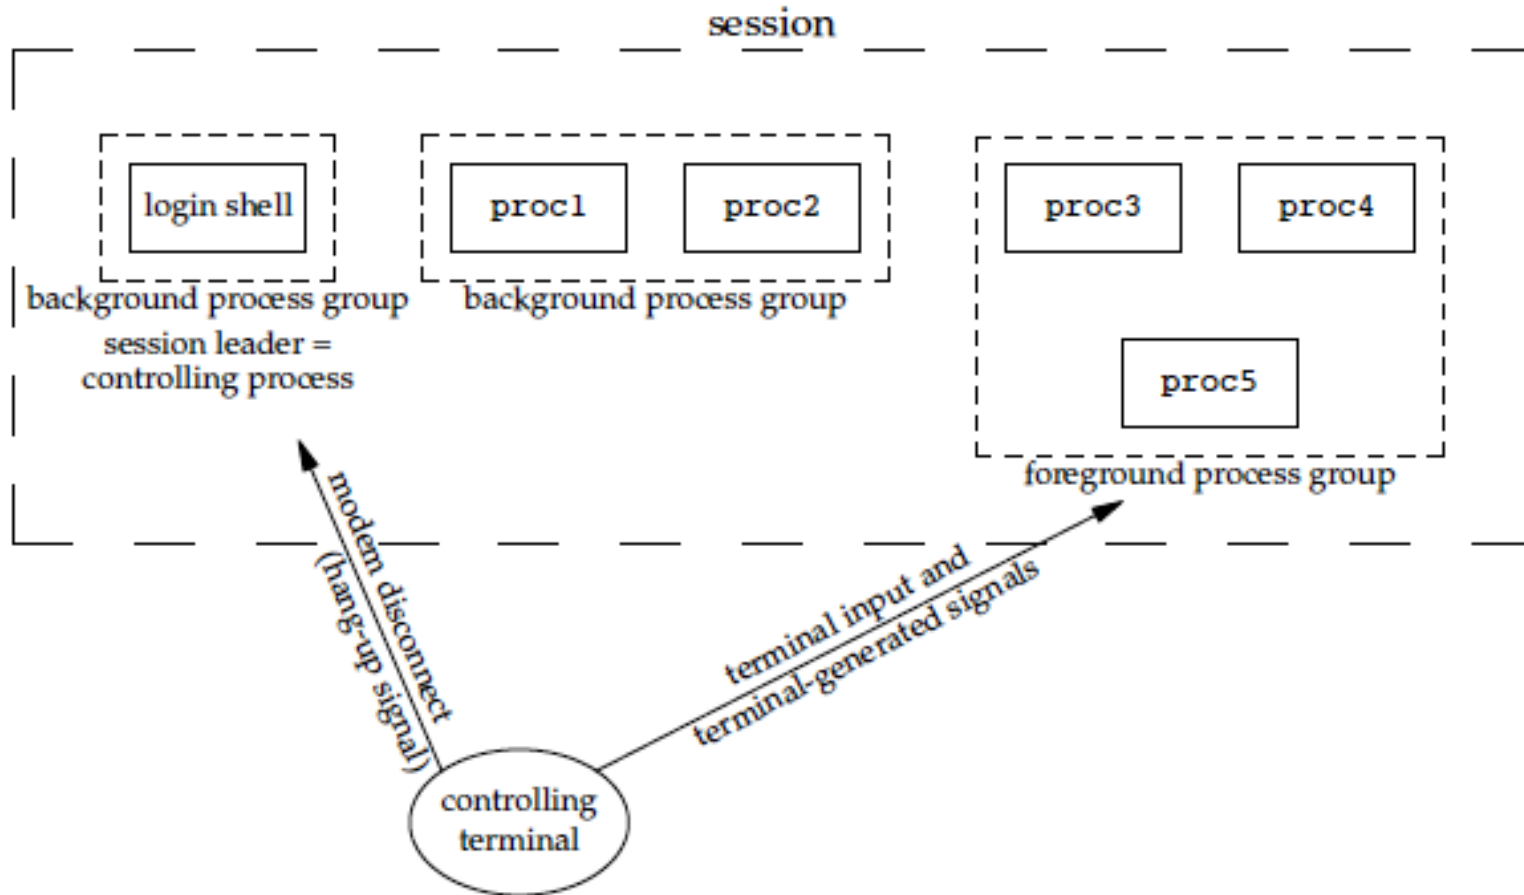 session
login shell
proc1
proc2
proc3
proc4
background process group
session leader =
controlling process
background process group
proc5
foreground process group
modem disconnect
(hang-up signal)
terminal input and
terminal-generated signals
controlling
terminal